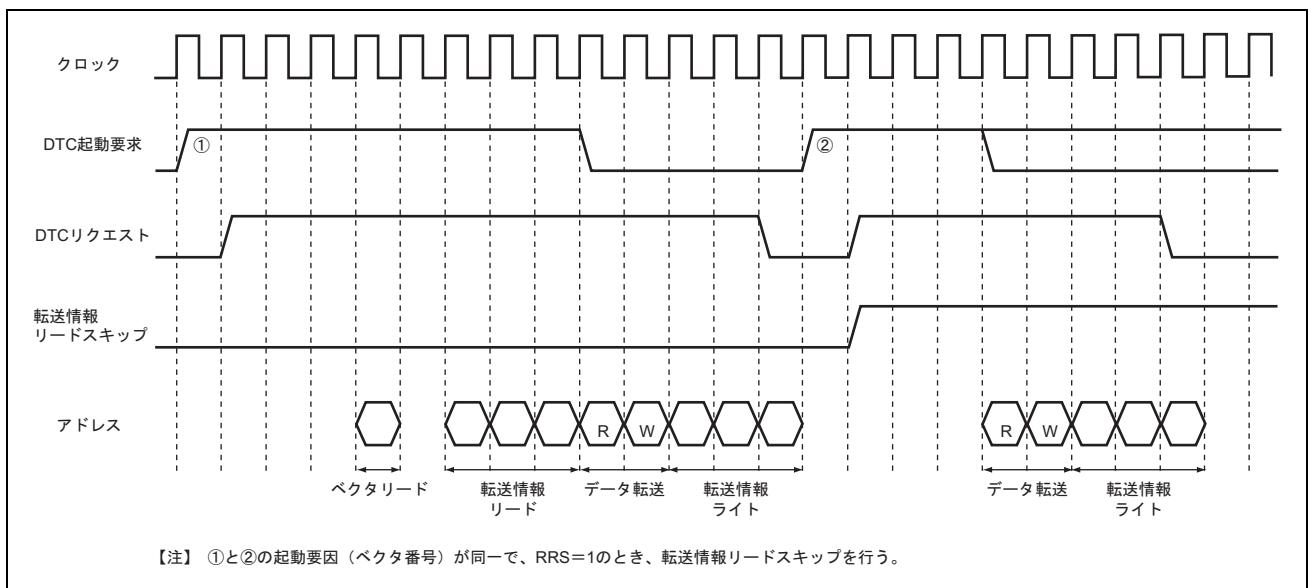 クロック
DTC起動要求
①
②
DTCリクエスト
転送情報
リードスキップ
アドレス
R
W
R
W
ベクタリード
転送情報
リード
データ転送
転送情報
ライト
データ転送
転送情報
ライト
【注】 ①と②の起動要因（ベクタ番号）が同一で、RRS＝1のとき、転送情報リードスキップを行う。